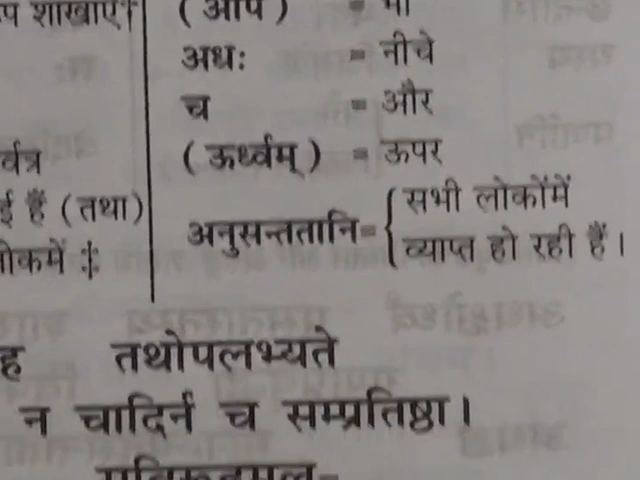 प शाखाएँ ( अपि ) = भी
अधः = नीचे
च = और
र्वत्र ( ऊर्ध्वम् ) = ऊपर
ई हैं ( तथा ) अनुसन्ततानि= { सभी लोकोंमें
ोकमें व्याप्त हो रही हैं ।
ह तथोपलभ्यते
न चादिर्न च सम्प्रतिष्ठा ।